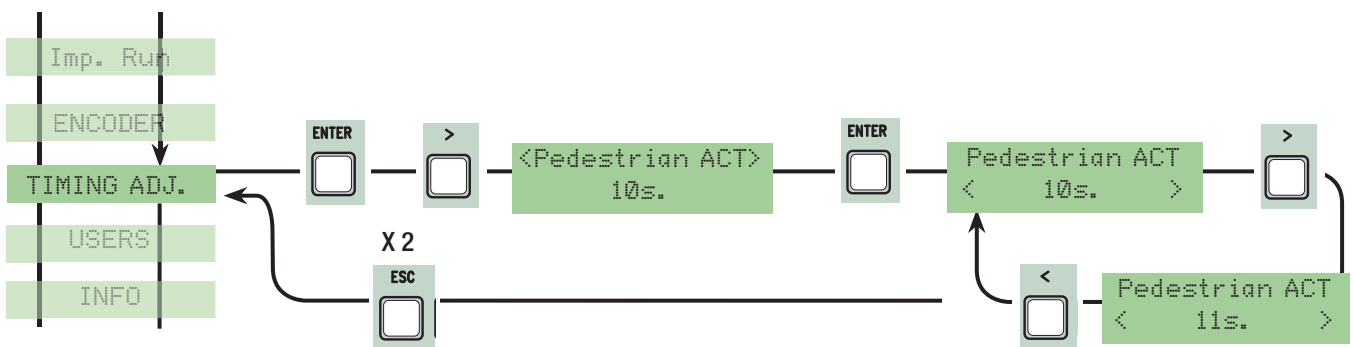 Imp. Run
ENCODER
TIMING ADJ.
USERS
INFO
ENTER
>
<Pedestrian ACT>
10s.
ENTER
Pedestrian ACT
< 10s. >
>
X 2
ESC
<
Pedestrian ACT
< 11s. >